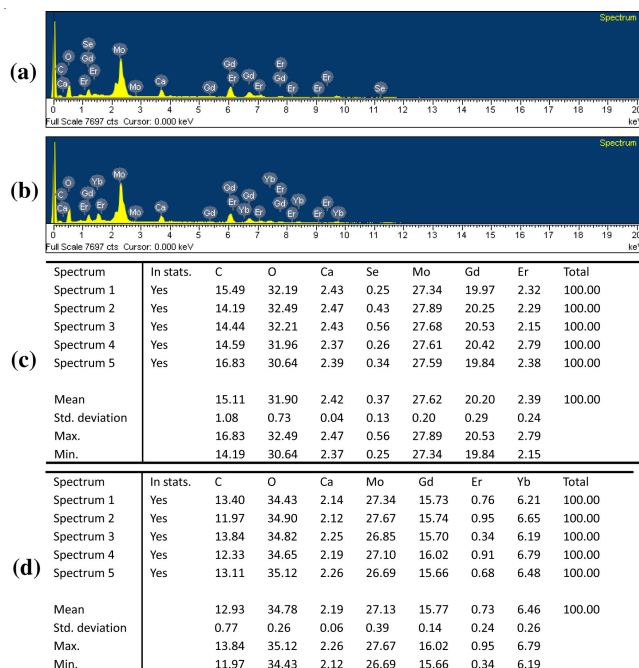 Spectrum
Se
Mo
O
Gd
Gd
Er
(a)
C
Er
Er
Gd
Gd
Er
Ca
Er
Mo
Ca
Gd
Er
Er
Er
Er
Se
0 1 2 3 4 5 6 7 8 9 10 11 12 13 14 15 16 17 18 19 20
Full Scale 7697 cts Cursor: 0.000 keV
keV
Spectrum
Er
Yb
Mo
Yb
O
Gd
Gd
Er
(b)
C
Er
Gd
Yb
Er
Ca
Er
Er
Mo
Ca
Gd
Yb
Er
Er
Er
Yb
0 1 2 3 4 5 6 7 8 9 10 11 12 13 14 15 16 17 18 19 20
Full Scale 7697 cts Cursor: 0.000 keV
keV
(c)
Spectrum In stats. C O Ca Se Mo Gd Er Total
Spectrum 1 Yes 15.49 32.19 2.43 0.25 27.34 19.97 2.32 100.00
Spectrum 2 Yes 14.19 32.49 2.47 0.43 27.89 20.25 2.29 100.00
Spectrum 3 Yes 14.44 32.21 2.43 0.56 27.68 20.53 2.15 100.00
Spectrum 4 Yes 14.59 31.96 2.37 0.26 27.61 20.42 2.79 100.00
Spectrum 5 Yes 16.83 30.64 2.39 0.34 27.59 19.84 2.38 100.00
Mean 15.11 31.90 2.42 0.37 27.62 20.20 2.39 100.00
Std. deviation 1.08 0.73 0.04 0.13 0.20 0.29 0.24
Max. 16.83 32.49 2.47 0.56 27.89 20.53 2.79
Min. 14.19 30.64 2.37 0.25 27.34 19.84 2.15
(d)
Spectrum In stats. C O Ca Mo Gd Er Yb Total
Spectrum 1 Yes 13.40 34.43 2.14 27.34 15.73 0.76 6.21 100.00
Spectrum 2 Yes 11.97 34.90 2.12 27.67 15.74 0.95 6.65 100.00
Spectrum 3 Yes 13.84 34.82 2.25 26.85 15.70 0.34 6.19 100.00
Spectrum 4 Yes 12.33 34.65 2.19 27.10 16.02 0.91 6.79 100.00
Spectrum 5 Yes 13.11 35.12 2.26 26.69 15.66 0.68 6.48 100.00
Mean 12.93 34.78 2.19 27.13 15.77 0.73 6.46 100.00
Std. deviation 0.77 0.26 0.06 0.39 0.14 0.24 0.26
Max. 13.84 35.12 2.26 27.67 16.02 0.95 6.79
Min. 11.97 34.43 2.12 26.69 15.66 0.34 6.19